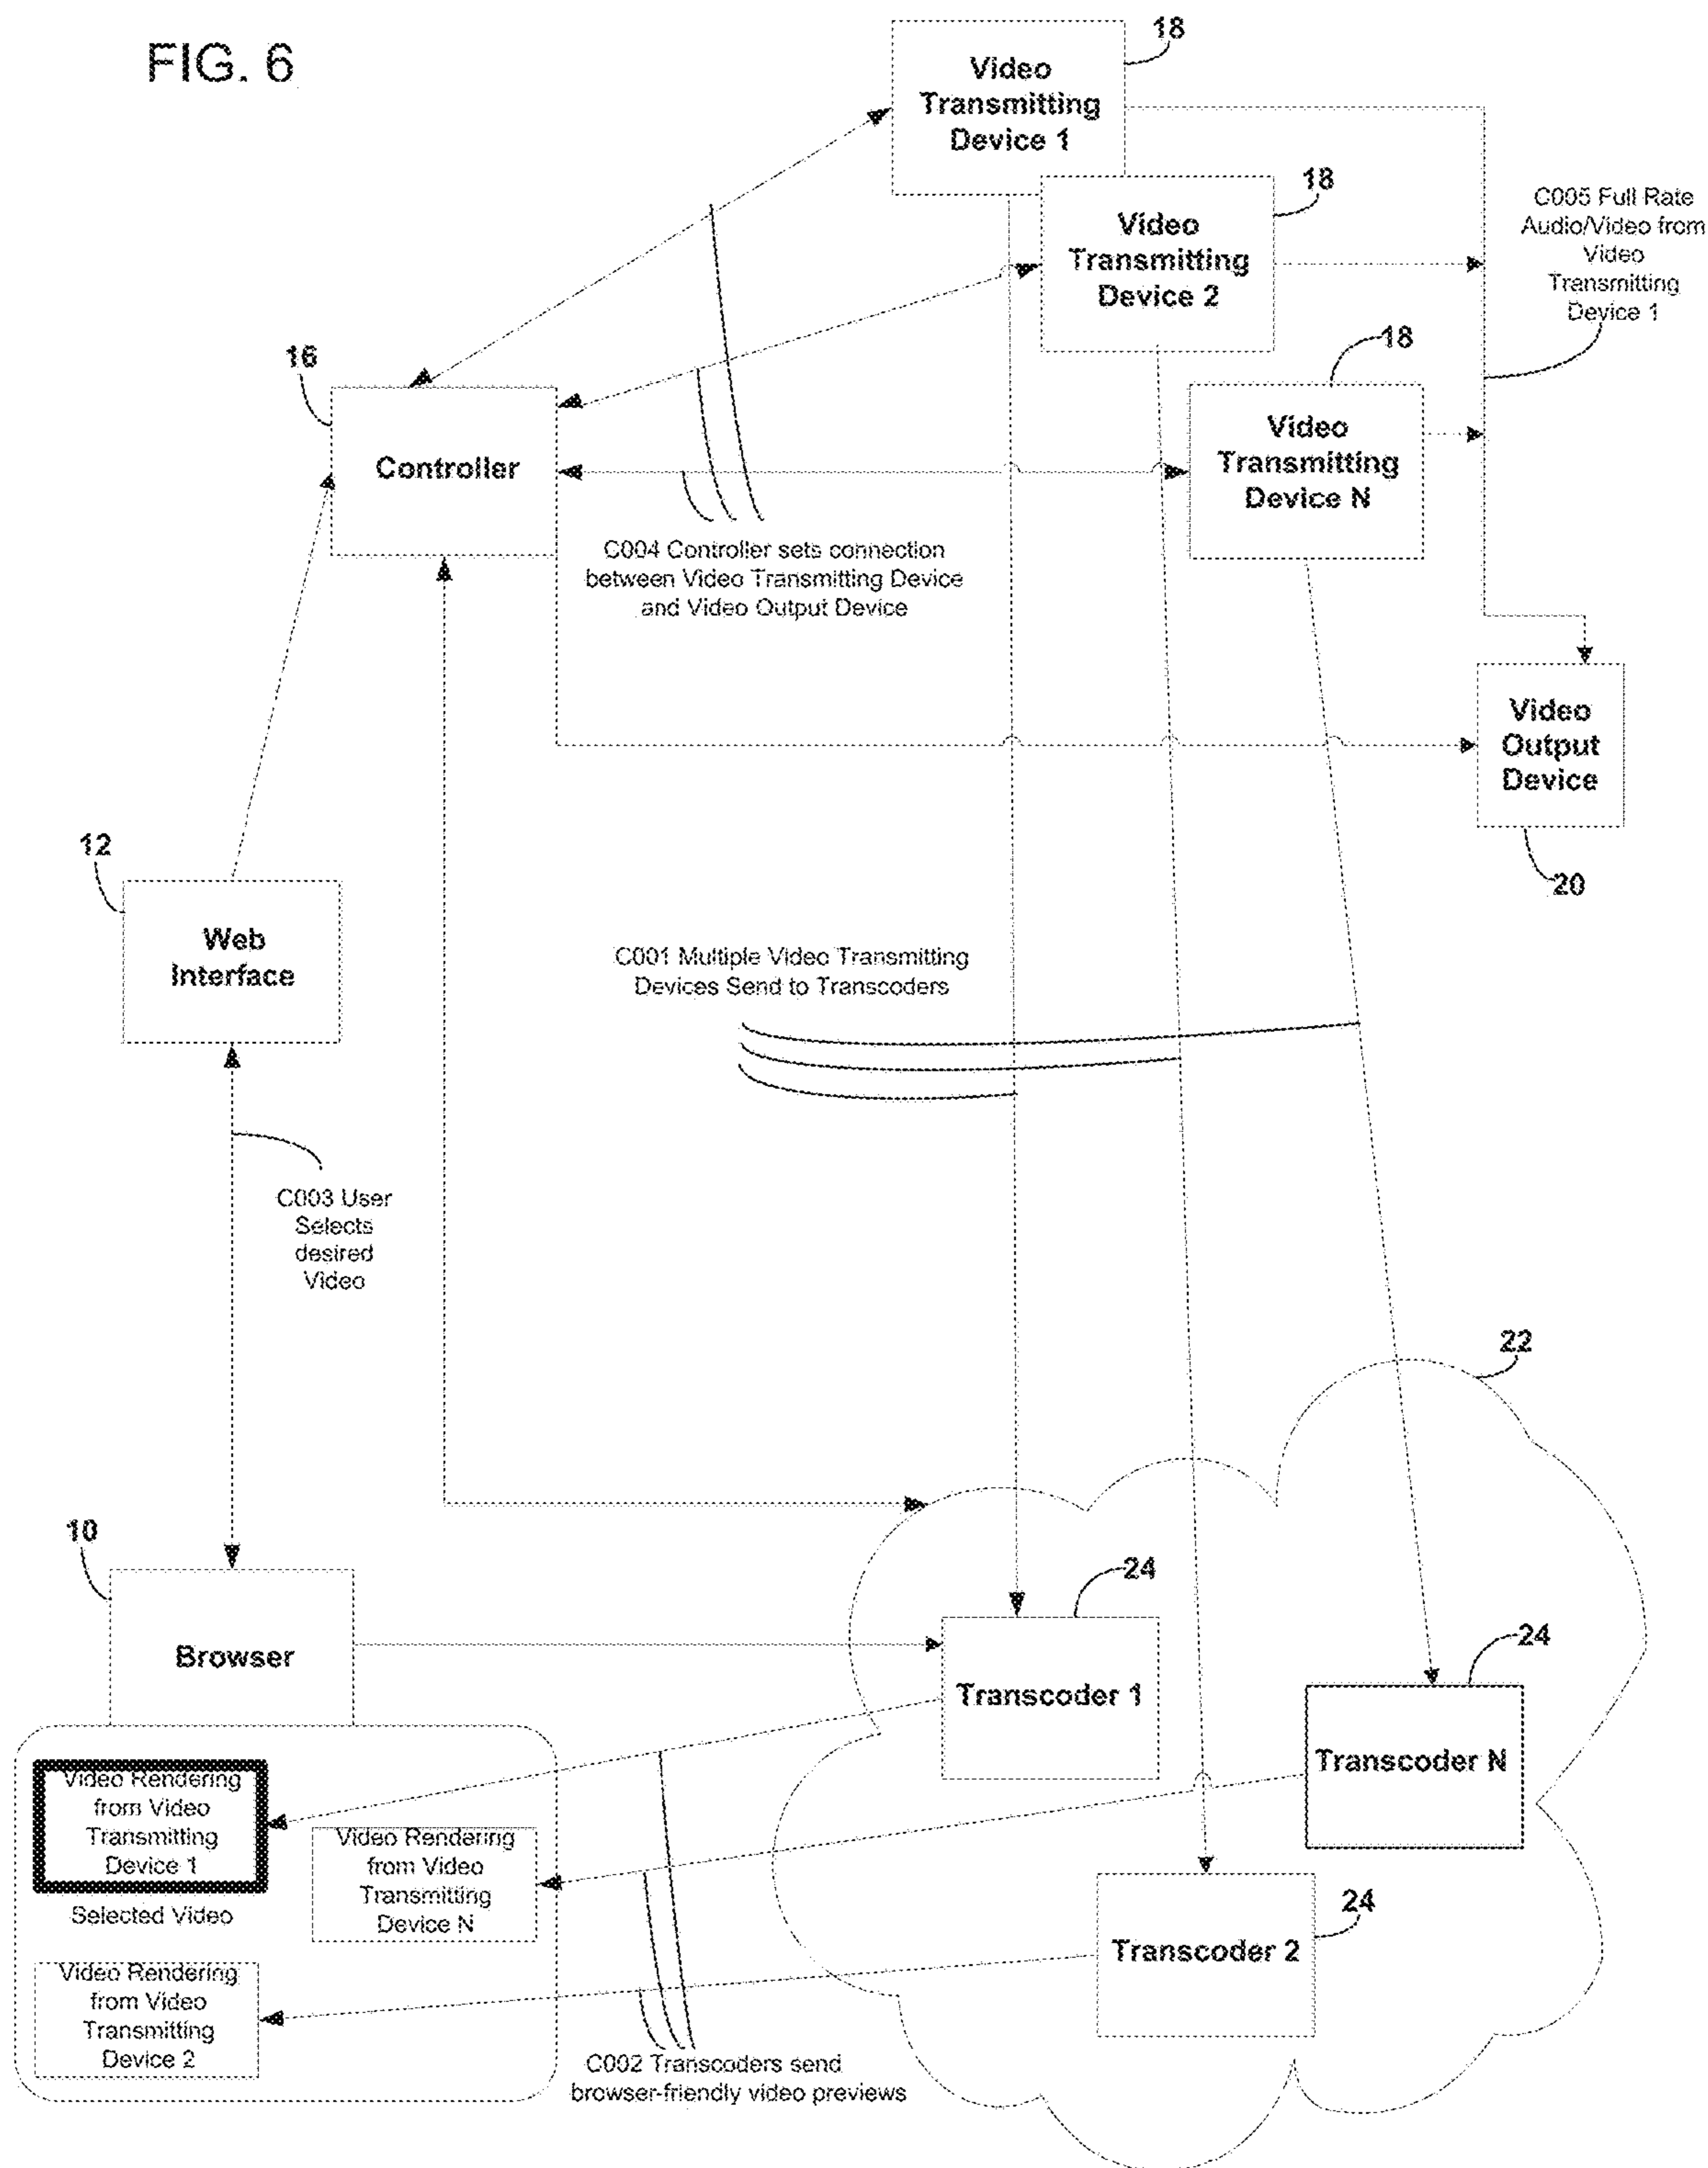 FIG. 6
18
Video
Transmitting
Device 1
18
Video
Transmitting
Device 2
C005 Full Rate
Audio/Video from
Video
Transmitting
Device 1
16
Controller
18
Video
Transmitting
Device N
C004 Controller sets connection
between Video Transmitting Device
and Video Output Device
Video
Output
Device
20
12
Web
Interface
C001 Multiple Video Transmitting
Devices Send to Transcoders
C003 User
Selects
desired
Video
22
10
Browser
24
Transcoder 1
24
Transcoder N
Video Rendering
from Video
Transmitting
Device 1
Selected Video
Video Rendering
from Video
Transmitting
Device N
24
Transcoder 2
Video Rendering
from Video
Transmitting
Device 2
C002 Transcoders send
browser-friendly video previews